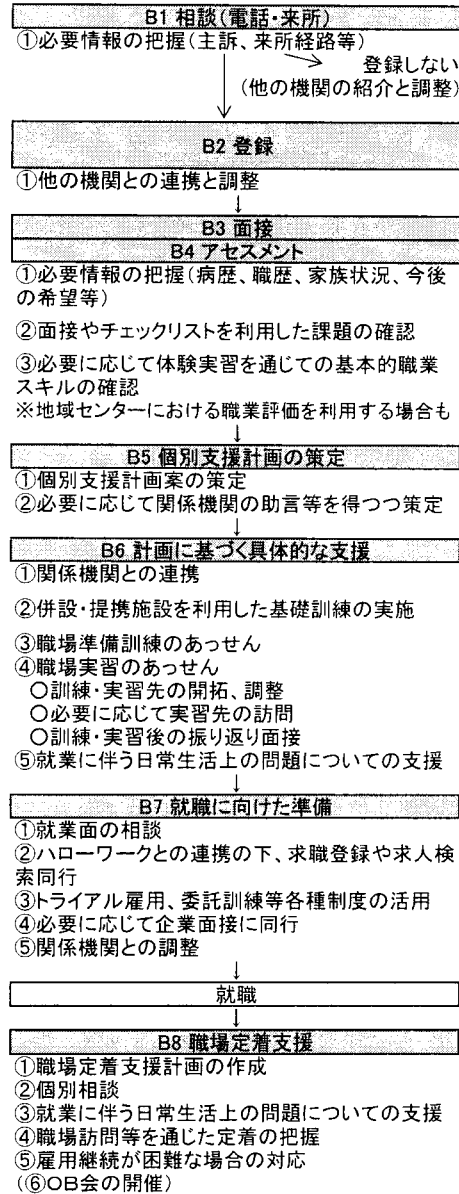 B1 相談(電話・来所)
①必要情報の把握(主訴、来所経路等)
登録しない
(他の機関の紹介と調整)
B2 登録
①他の機関との連携と調整
B3 面接
B4 アセスメント
①必要情報の把握(病歴、職歴、家族状況、今後
の希望等)
②面接やチェックリストを利用した課題の確認
③必要に応じて体験実習を通じての基本的職業
スキルの確認
※地域センターにおける職業評価を利用する場合も
B5 個別支援計画の策定
①個別支援計画案の策定
②必要に応じて関係機関の助言等を得つつ策定
B6 計画に基づく具体的な支援
①関係機関との連携
②併設・提携施設を利用した基礎訓練の実施
③職場準備訓練のあっせん
④職場実習のあっせん
○訓練・実習先の開拓、調整
○必要に応じて実習先の訪問
○訓練・実習後の振り返り面接
⑤就業に伴う日常生活上の問題についての支援
B7 就職に向けた準備
①就業面の相談
②ハローワークとの連携の下、求職登録や求人検
索同行
③トライアル雇用、委託訓練等各種制度の活用
④必要に応じて企業面接に同行
⑤関係機関との調整
就職
B8 職場定着支援
①職場定着支援計画の作成
②個別相談
③就業に伴う日常生活上の問題についての支援
④職場訪問等を通じた定着の把握
⑤雇用継続が困難な場合の対応
(⑥OB会の開催)